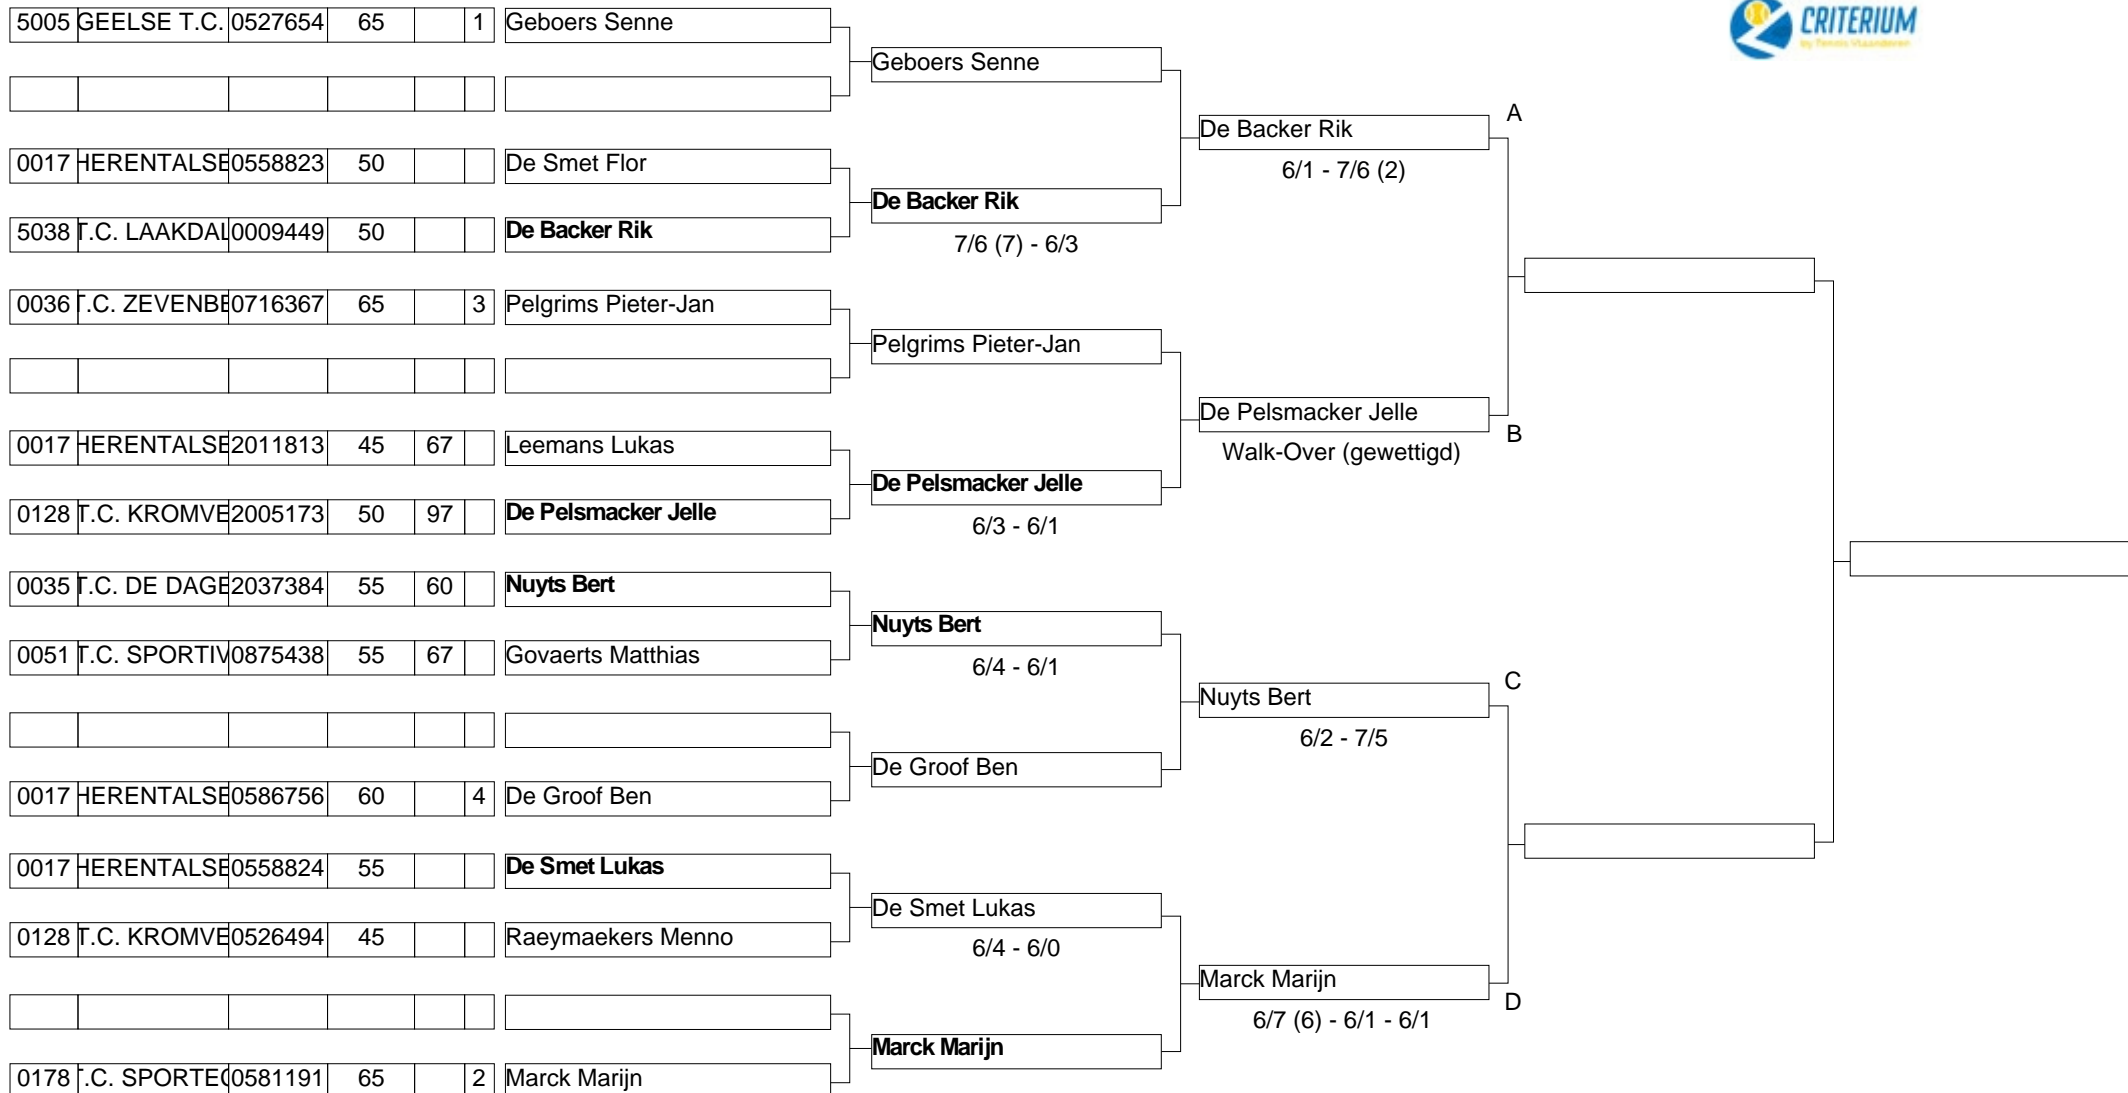 CRITERIUM
by Tennis Vlaanderen
5005 GEELSE T.C. 0527654 65 1 Geboers Senne
Geboers Senne
De Backer Rik A
6/1 - 7/6 (2)
0017 HERENTALSE 0558823 50 De Smet Flor
De Backer Rik
7/6 (7) - 6/3
5038 T.C. LAAKDAL 0009449 50 De Backer Rik
0036 T.C. ZEVENBE 0716367 65 3 Pelgrims Pieter-Jan
Pelgrims Pieter-Jan
De Pelsmacker Jelle B
Walk-Over (gewettigd)
0017 HERENTALSE 2011813 45 67 Leemans Lukas
De Pelsmacker Jelle
6/3 - 6/1
0128 T.C. KROMVE 2005173 50 97 De Pelsmacker Jelle
0035 T.C. DE DAGE 2037384 55 60 Nuyts Bert
Nuyts Bert
6/4 - 6/1
0051 T.C. SPORTIV 0875438 55 67 Govaerts Matthias
Nuyts Bert C
6/2 - 7/5
De Groof Ben
0017 HERENTALSE 0586756 60 4 De Groof Ben
0017 HERENTALSE 0558824 55 De Smet Lukas
De Smet Lukas
6/4 - 6/0
0128 T.C. KROMVE 0526494 45 Raeymaekers Menno
Marck Marijn D
6/7 (6) - 6/1 - 6/1
Marck Marijn
0178 T.C. SPORTEO 0581191 65 2 Marck Marijn